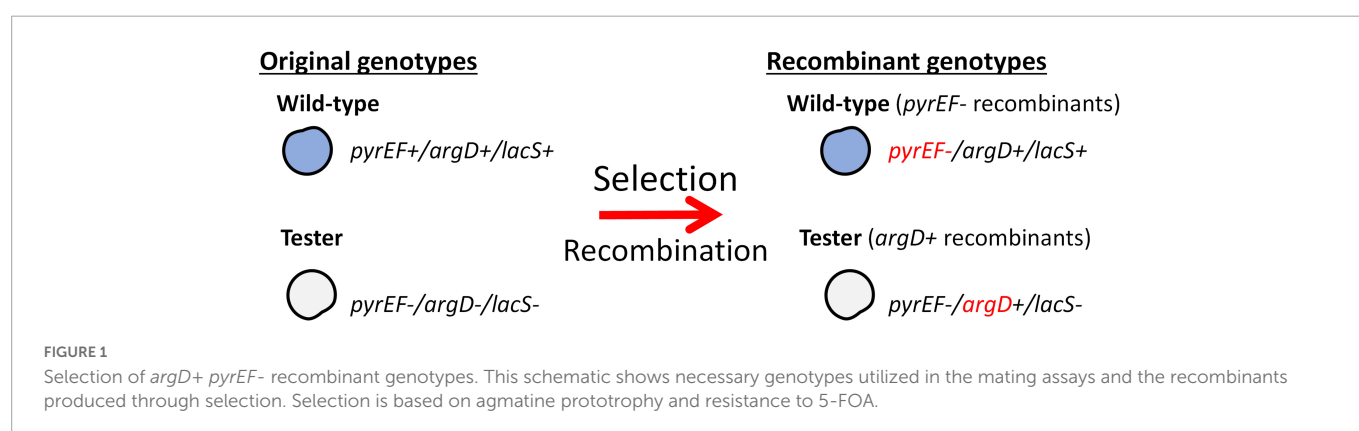 Original genotypes
Wild-type
pyrEF+/argD+/lacS+
Tester
pyrEF-/argD-/lacS-
Selection
Recombination
Recombinant genotypes
Wild-type (pyrEF- recombinants)
pyrEF-/argD+/lacS+
Tester (argD+ recombinants)
pyrEF-/argD+/lacS-
FIGURE 1
Selection of argD+ pyrEF- recombinant genotypes. This schematic shows necessary genotypes utilized in the mating assays and the recombinants
produced through selection. Selection is based on agmatine prototrophy and resistance to 5-FOA.